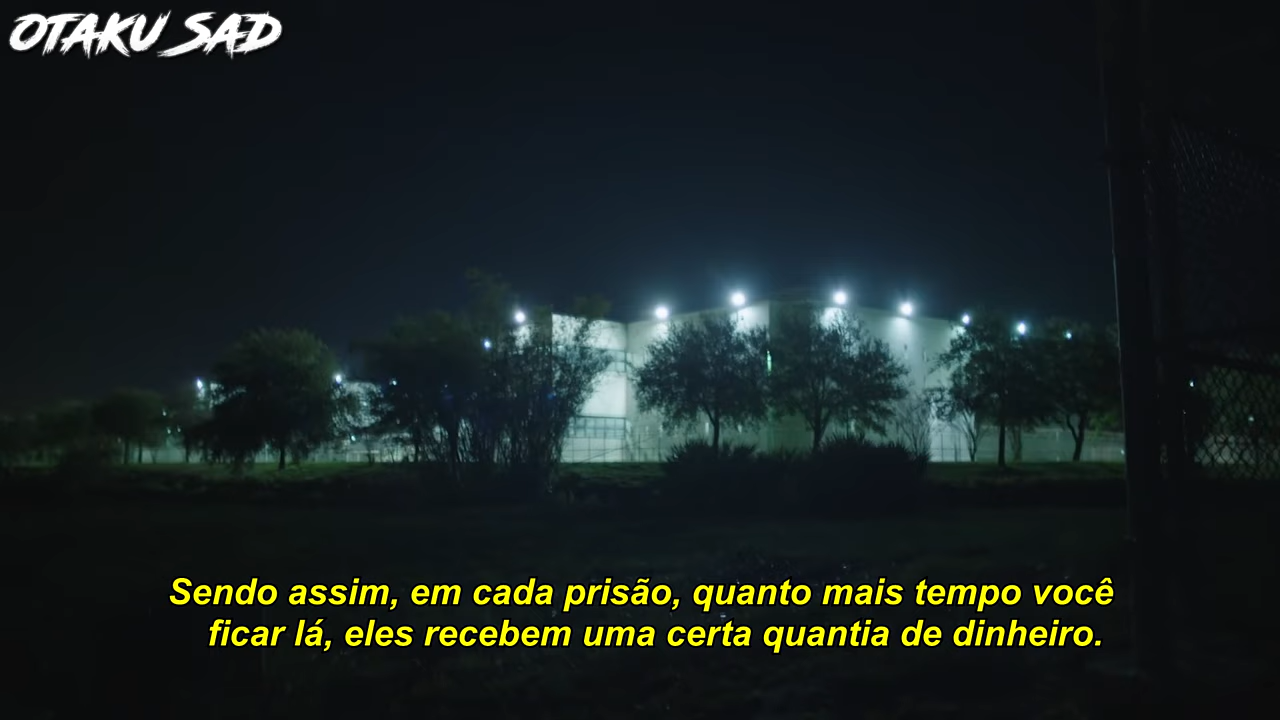 OTAKU SAD
Sendo assim, em cada prisão, quanto mais tempo você
ficar lá, eles recebem uma certa quantia de dinheiro.